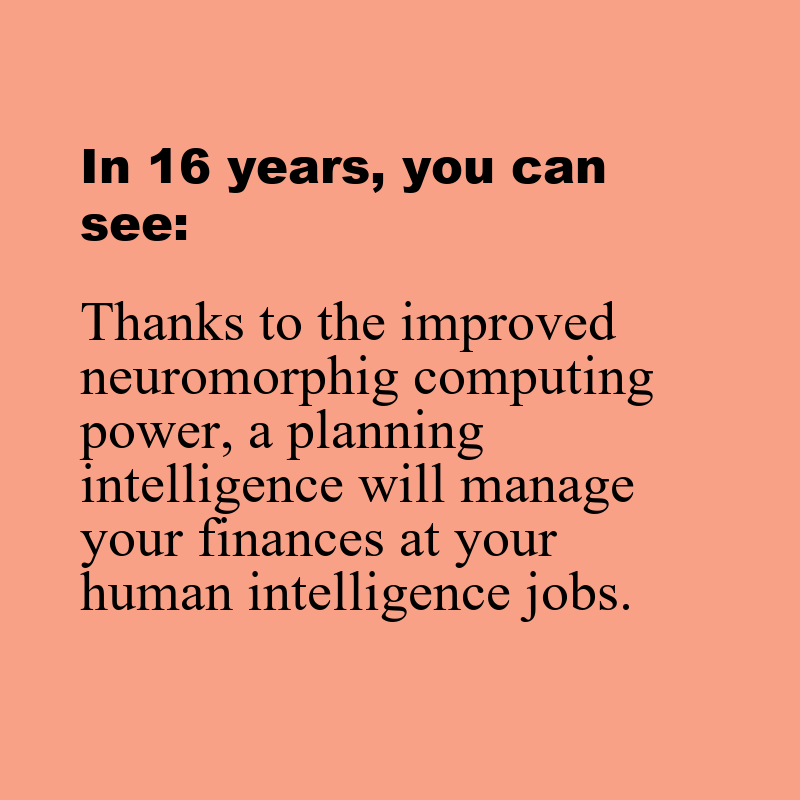 In 16 years, you can
see:
Thanks to the improved
neuromorphig computing
power, a planning
intelligence will manage
your finances at your
human intelligence jobs.